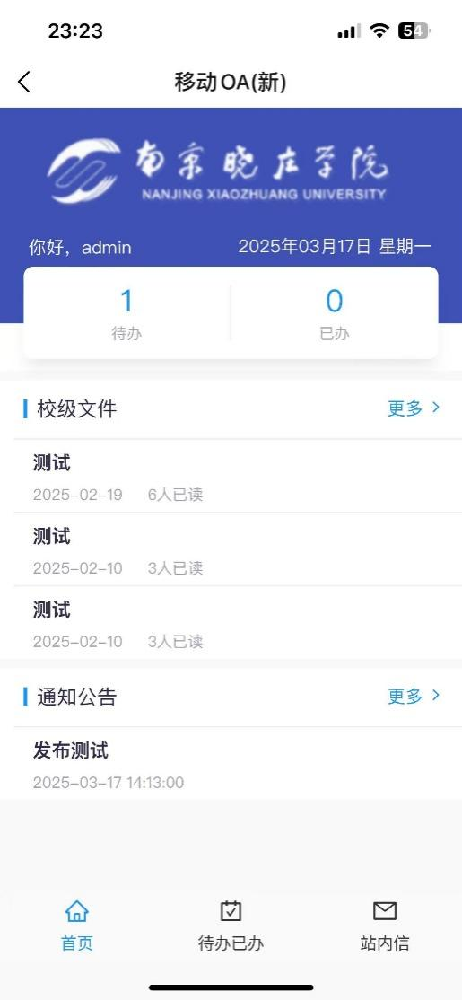 23:23
54
移动OA(新)
南京晓庄学院
NANJING XIAOZHUANG UNIVERSITY
你好，admin
2025年03月17日 星期一
1
0
待办
已办
校级文件
更多
测试
2025-02-19 6人已读
测试
2025-02-10 3人已读
测试
2025-02-10 3人已读
通知公告
更多
发布测试
2025-03-17 14:13:00
首页
待办已办
站内信